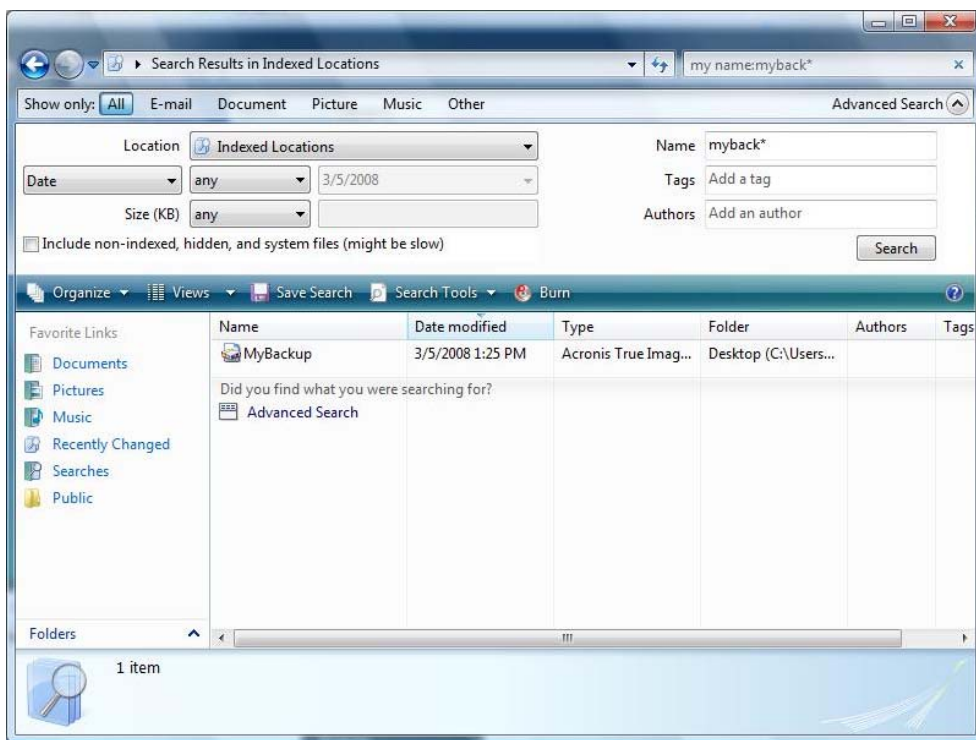 Search Results in Indexed Locations
my name:myback*
Show only: All E-mail Document Picture Music Other Advanced Search
Location Indexed Locations Name myback*
Date any 3/5/2008 Tags Add a tag
Size (KB) any Authors Add an author
Include non-indexed, hidden, and system files (might be slow) Search
Organize Views Save Search Search Tools Burn
Favorite Links
Documents
Pictures
Music
Recently Changed
Searches
Public
Folders
Name Date modified Type Folder Authors Tags
MyBackup 3/5/2008 1:25 PM Acronis True Imag... Desktop (C:\Users...
Did you find what you were searching for?
Advanced Search
1 item